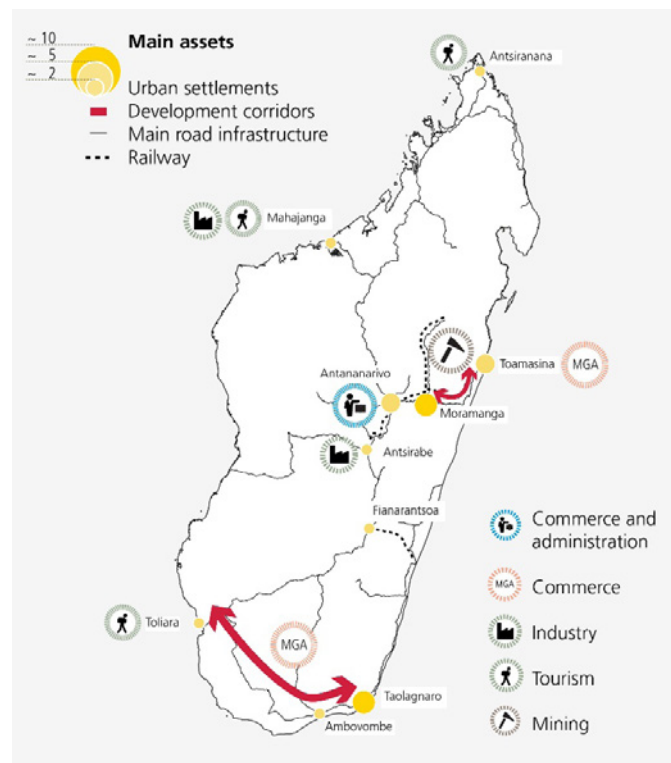 ~ 10
~ 5
~ 2
Main assets
Urban settlements
Development corridors
Main road infrastructure
Railway
Antsiranana
Mahajanga
Antananarivo
Toamasina
MGA
Moramanga
Antsirabe
Fianarantsoa
Toliara
MGA
Taolagnaro
Ambovombe
Commerce and
administration
MGA
Commerce
Industry
Tourism
Mining